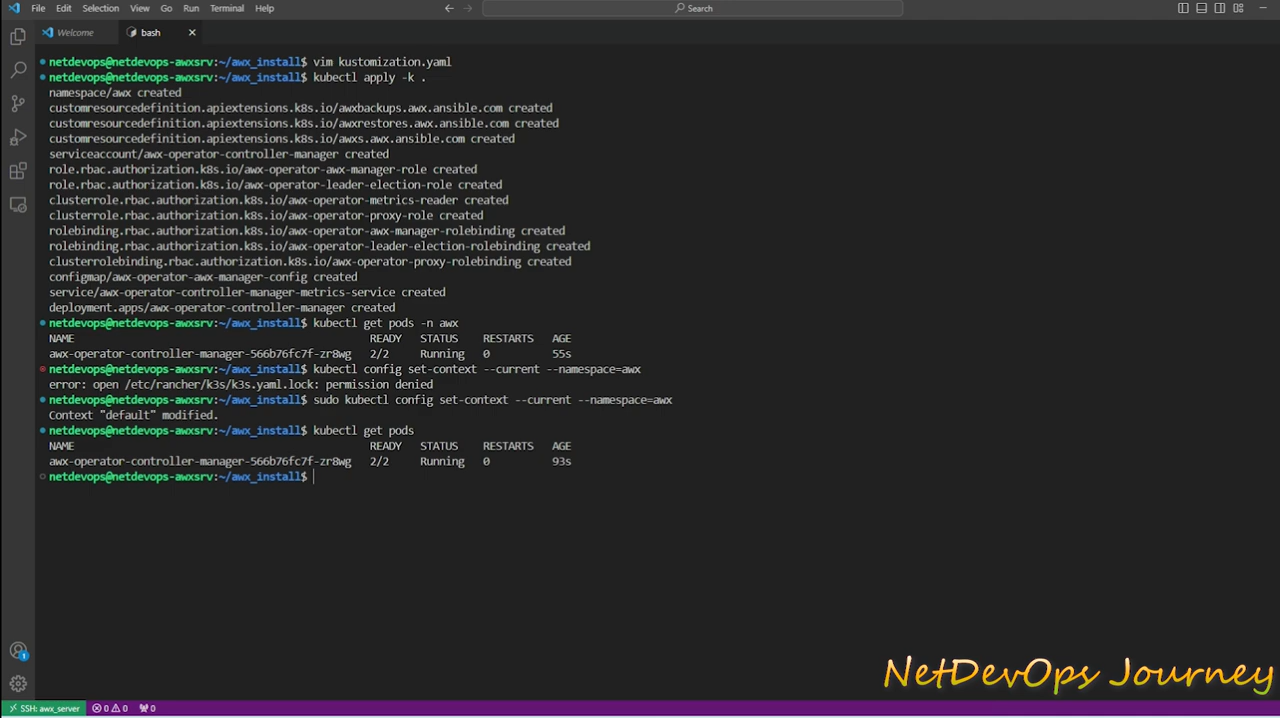 File Edit Selection View Go Run Terminal Help
Search
Welcome
bash
netdevops@netdevops-awxsrv:~/awx_install$ vim kustomization.yaml
netdevops@netdevops-awxsrv:~/awx_install$ kubectl apply -k .
namespace/awx created
customresourcedefinition.apiextensions.k8s.io/awxbackups.awx.ansible.com created
customresourcedefinition.apiextensions.k8s.io/awxrestores.awx.ansible.com created
customresourcedefinition.apiextensions.k8s.io/awxs.awx.ansible.com created
serviceaccount/awx-operator-controller-manager created
role.rbac.authorization.k8s.io/awx-operator-awx-manager-role created
role.rbac.authorization.k8s.io/awx-operator-leader-election-role created
clusterrole.rbac.authorization.k8s.io/awx-operator-metrics-reader created
clusterrole.rbac.authorization.k8s.io/awx-operator-proxy-role created
rolebinding.rbac.authorization.k8s.io/awx-operator-awx-manager-rolebinding created
rolebinding.rbac.authorization.k8s.io/awx-operator-leader-election-rolebinding created
clusterrolebinding.rbac.authorization.k8s.io/awx-operator-proxy-rolebinding created
configmap/awx-operator-awx-manager-config created
service/awx-operator-controller-manager-metrics-service created
deployment.apps/awx-operator-controller-manager created
netdevops@netdevops-awxsrv:~/awx_install$ kubectl get pods -n awx
NAME READY STATUS RESTARTS AGE
awx-operator-controller-manager-566b76fc7f-zr8wg 2/2 Running 0 55s
netdevops@netdevops-awxsrv:~/awx_install$ kubectl config set-context --current --namespace=awx
error: open /etc/rancher/k3s/k3s.yaml.lock: permission denied
netdevops@netdevops-awxsrv:~/awx_install$ sudo kubectl config set-context --current --namespace=awx
Context "default" modified.
netdevops@netdevops-awxsrv:~/awx_install$ kubectl get pods
NAME READY STATUS RESTARTS AGE
awx-operator-controller-manager-566b76fc7f-zr8wg 2/2 Running 0 93s
netdevops@netdevops-awxsrv:~/awx_install$
1
NetDevOps Journey
SSH: awx_server 0 0 0